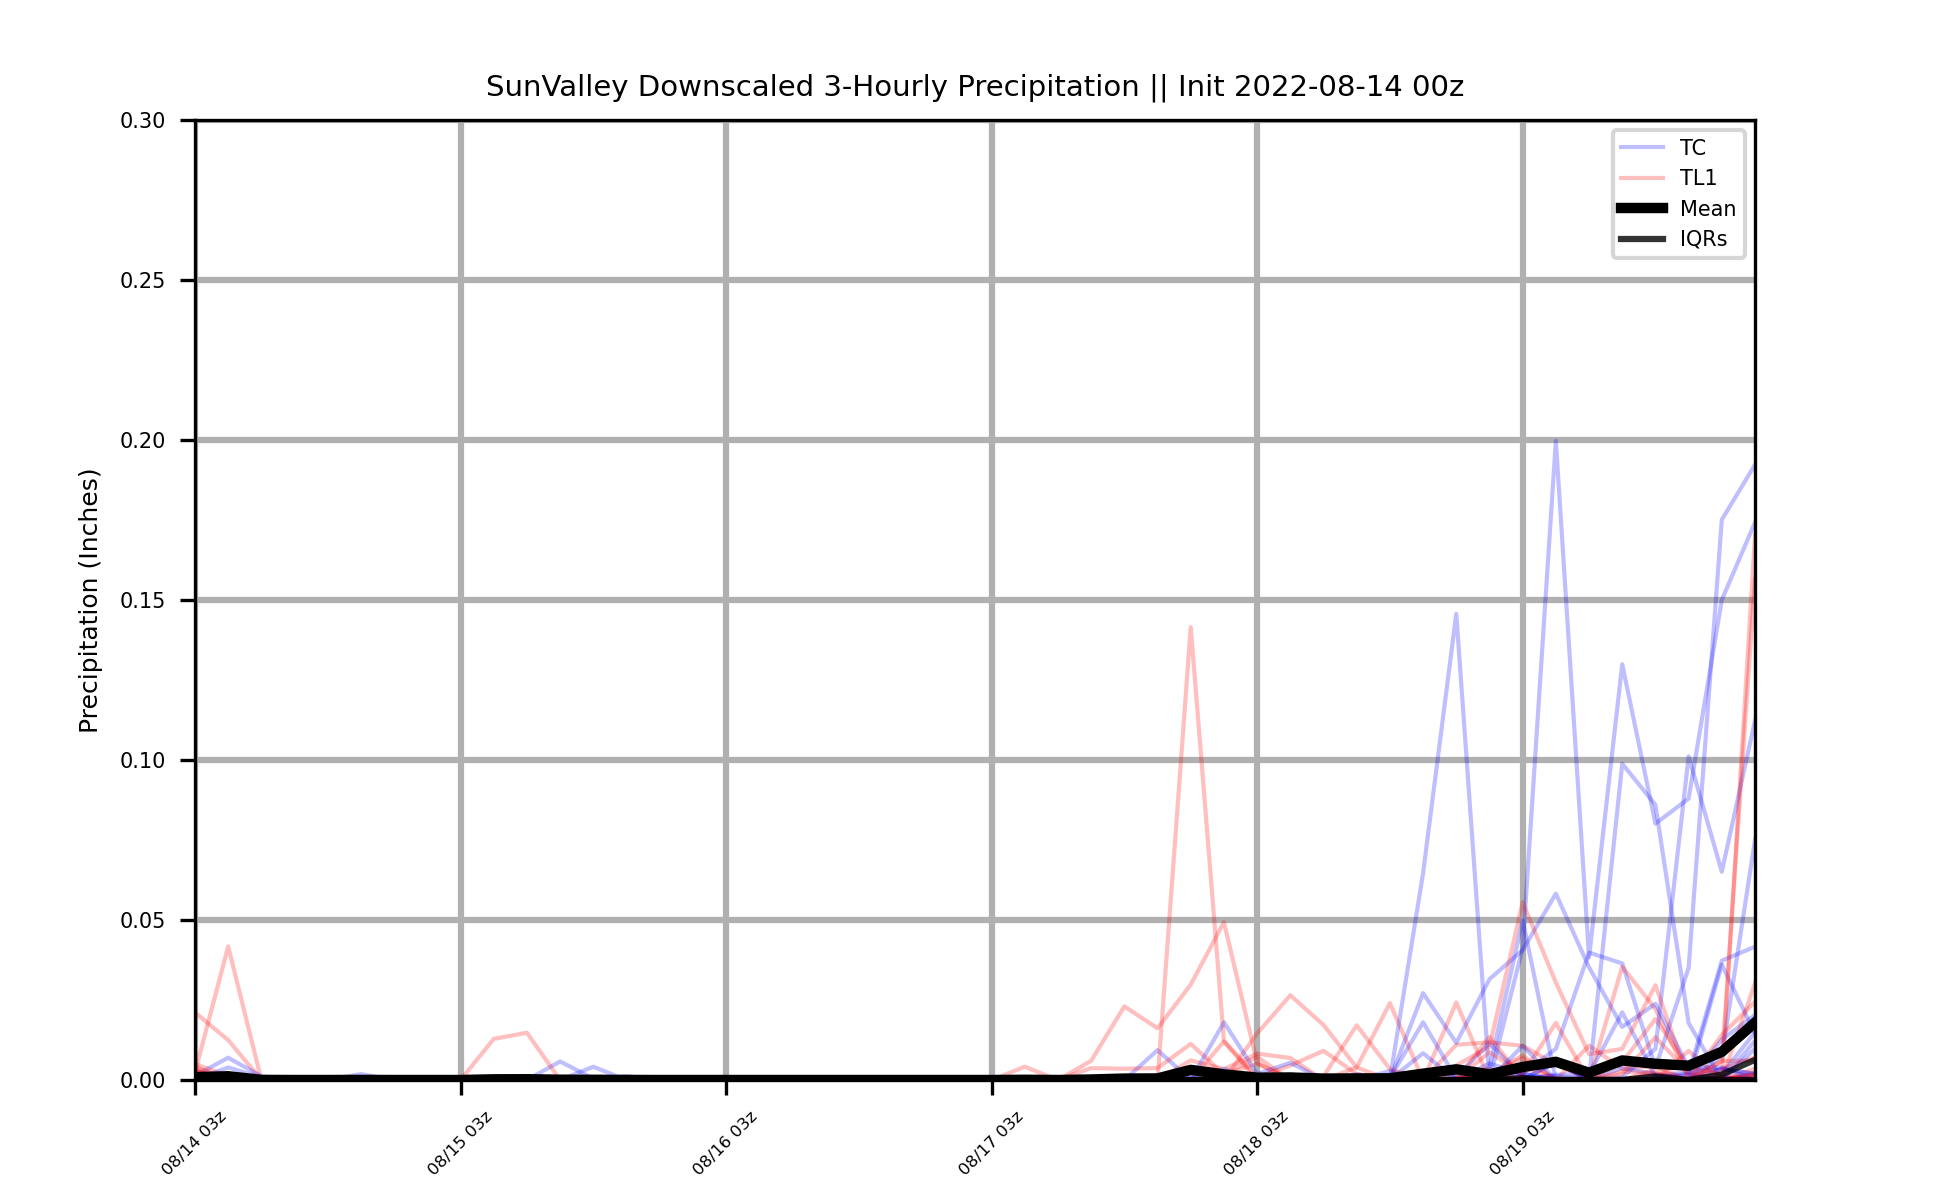 SunValley Downscaled 3-Hourly Precipitation || Init 2022-08-14 00z
Precipitation (Inches)
0.30
0.25
0.20
0.15
0.10
0.05
0.00
TC
TL1
Mean
IQRs
08/14 03z
08/15 03z
08/16 03z
08/17 03z
08/18 03z
08/19 03z